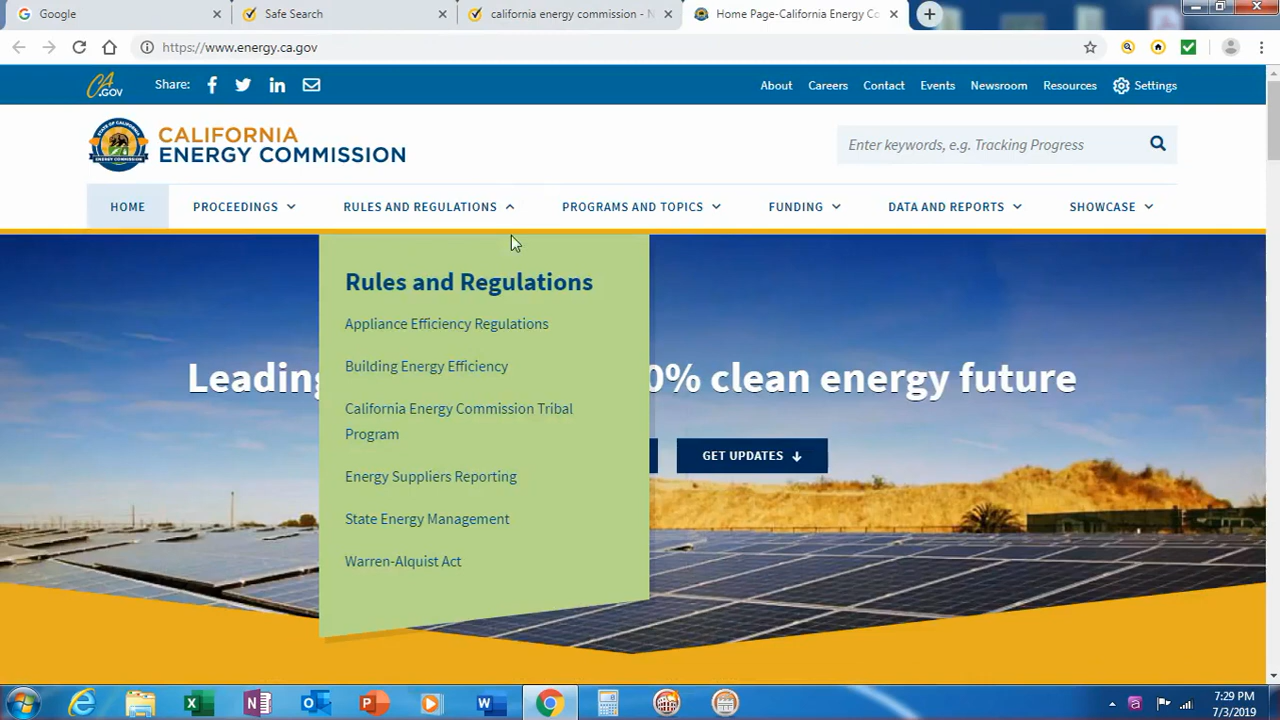 Google
Safe Search
california energy commission - N
Home Page-California Energy Co
https://www.energy.ca.gov
CA
.GOV
Share:
About
Careers
Contact
Events
Newsroom
Resources
Settings
CALIFORNIA
ENERGY COMMISSION
Enter keywords, e.g. Tracking Progress
HOME
PROCEEDINGS
RULES AND REGULATIONS
PROGRAMS AND TOPICS
FUNDING
DATA AND REPORTS
SHOWCASE
Rules and Regulations
Appliance Efficiency Regulations
Building Energy Efficiency
California Energy Commission Tribal
Program
Energy Suppliers Reporting
State Energy Management
Warren-Alquist Act
Leading 0% clean energy future
GET UPDATES
7:29 PM
7/3/2019